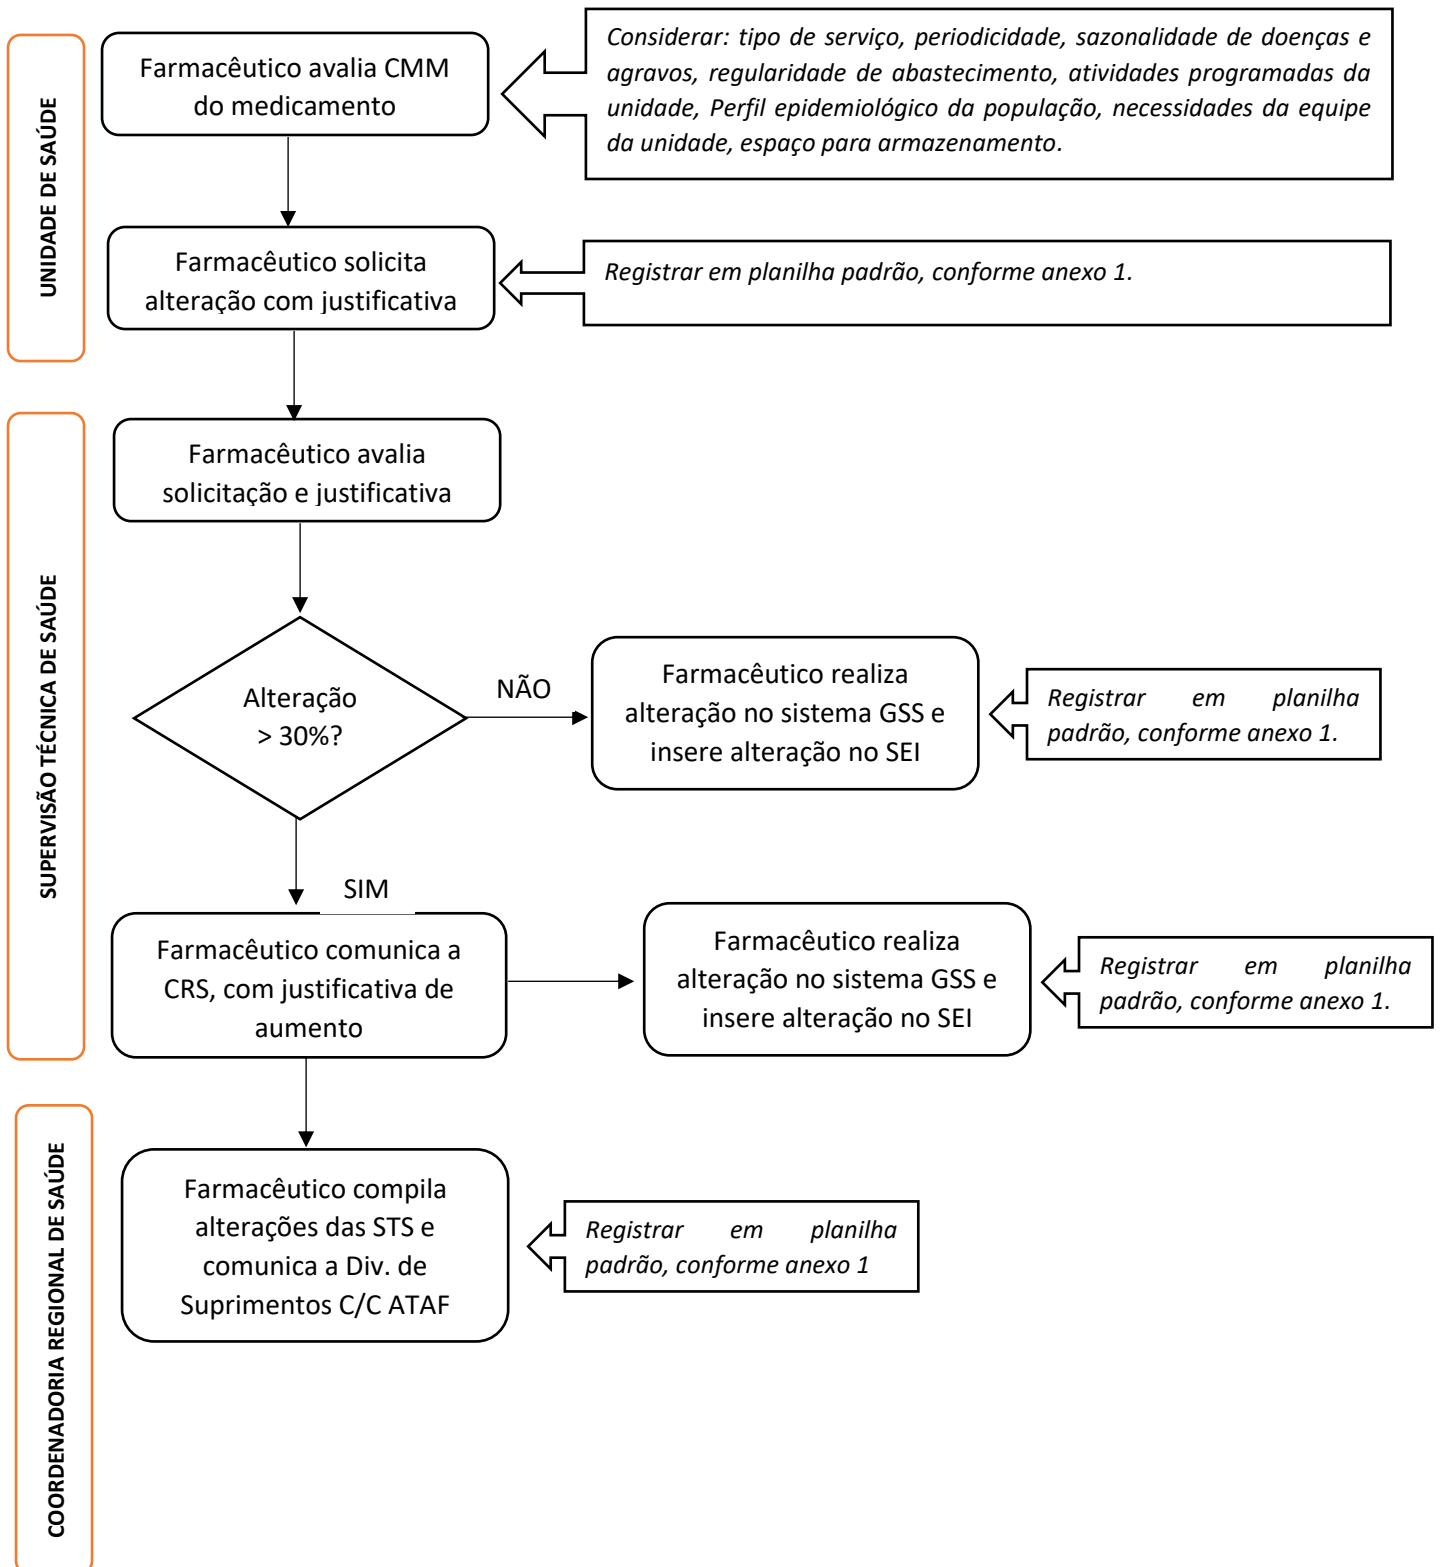 UNIDADE DE SAÚDE
Farmacêutico avalia CMM
do medicamento
Considerar: tipo de serviço, periodicidade, sazonalidade de doenças e
agravos, regularidade de abastecimento, atividades programadas da
unidade, Perfil epidemiológico da população, necessidades da equipe
da unidade, espaço para armazenamento.
Farmacêutico solicita
alteração com justificativa
Registrar em planilha padrão, conforme anexo 1.
SUPERVISÃO TÉCNICA DE SAÚDE
Farmacêutico avalia
solicitação e justificativa
Alteração
> 30%?
NÃO
Farmacêutico realiza
alteração no sistema GSS e
insere alteração no SEI
Registrar em planilha
padrão, conforme anexo 1.
SIM
Farmacêutico comunica a
CRS, com justificativa de
aumento
Farmacêutico realiza
alteração no sistema GSS e
insere alteração no SEI
Registrar em planilha
padrão, conforme anexo 1.
COORDENADORIA REGIONAL DE SAÚDE
Farmacêutico compila
alterações das STS e
comunica a Div. de
Suprimentos C/C ATAF
Registrar em planilha
padrão, conforme anexo 1